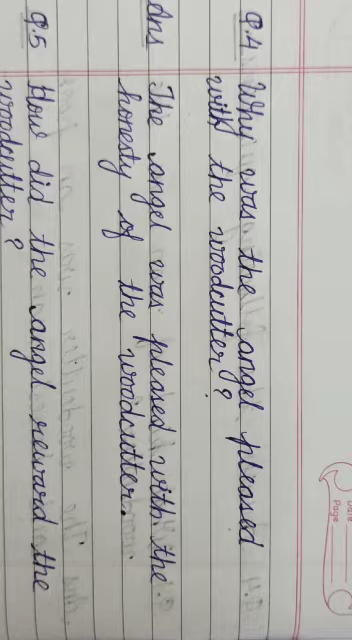 Date
Page
Q.4 Why was the angel pleased
with the woodcutter?
Ans The angel was pleased with the
honesty of the woodcutter.
Q.5 How did the angel reward the
woodcutter?